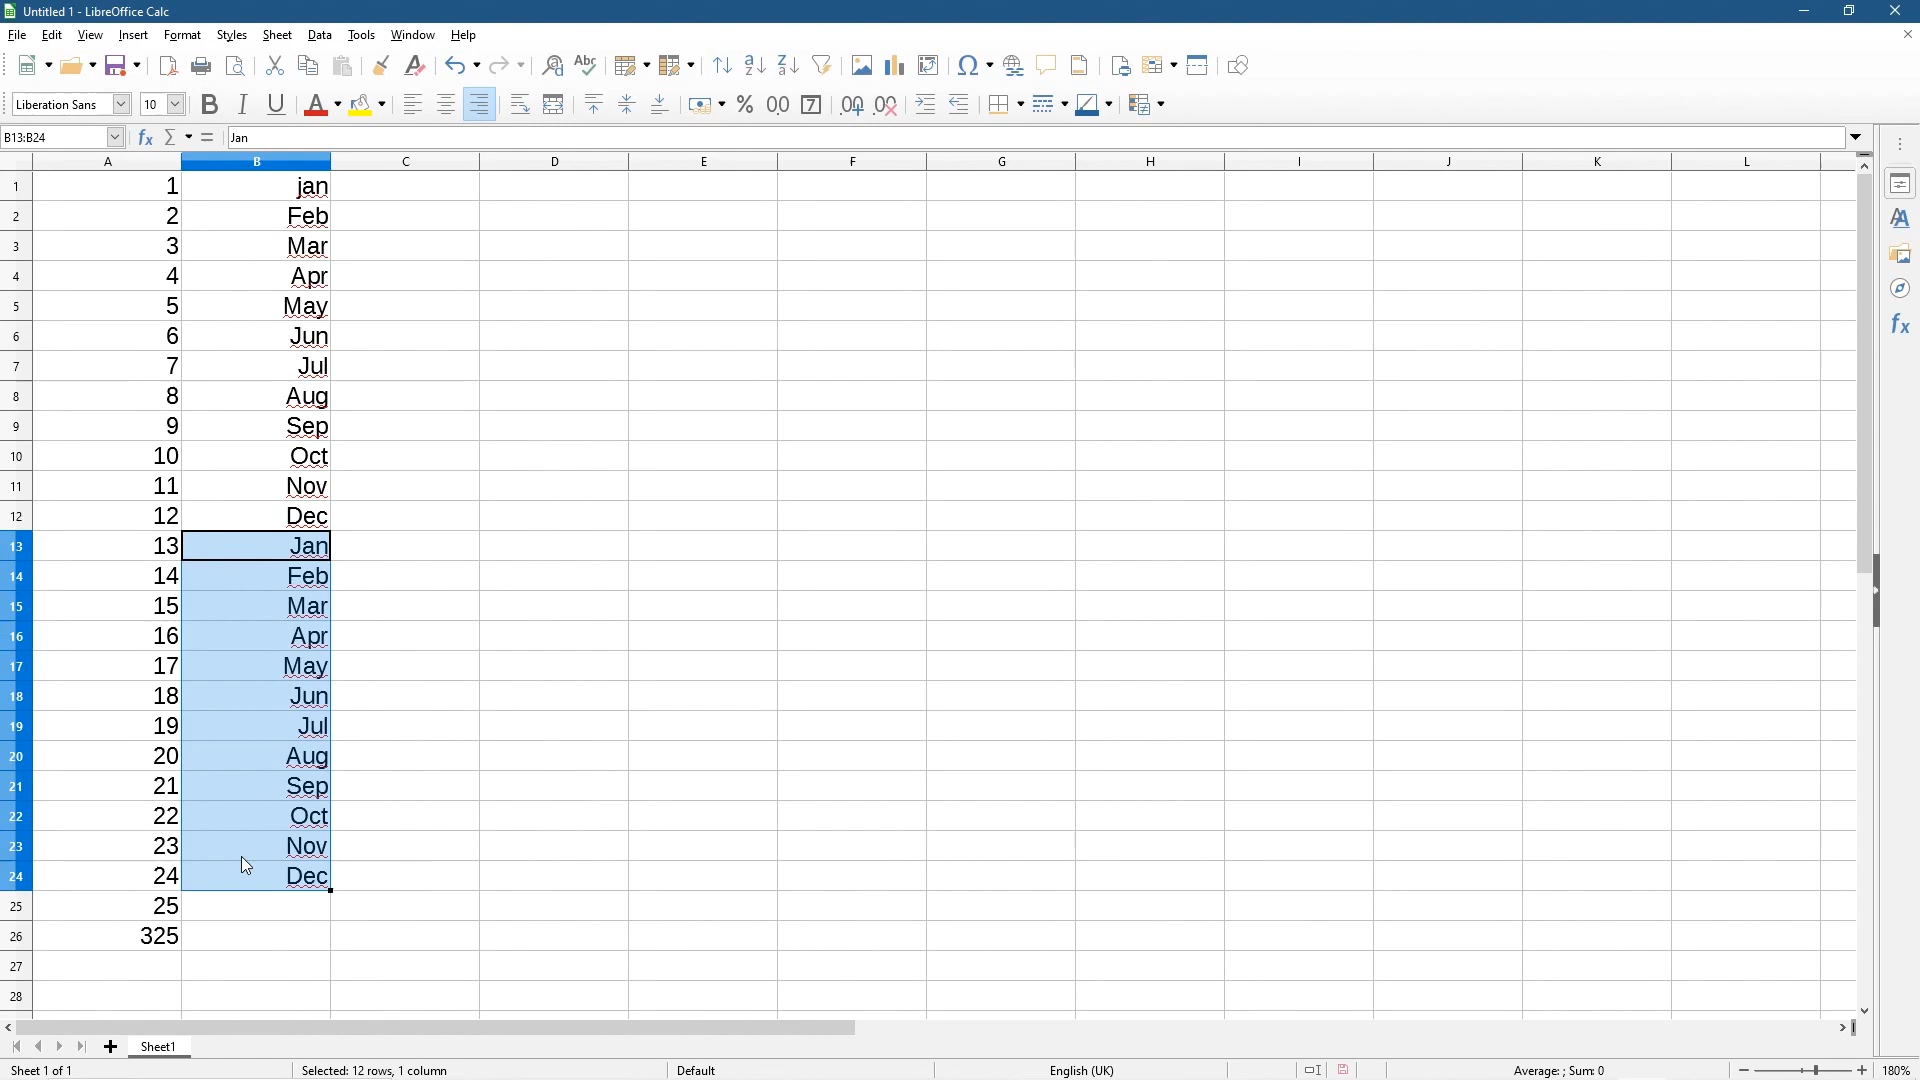 Untitled 1 - LibreOffice Calc
File Edit View Insert Format Styles Sheet Data Tools Window Help
Liberation Sans 10
B13:B24 fx Σ = Jan
A B C D E F G H I J K L
1 1 jan
2 2 Feb
3 3 Mar
4 4 Apr
5 5 May
6 6 Jun
7 7 Jul
8 8 Aug
9 9 Sep
10 10 Oct
11 11 Nov
12 12 Dec
13 13 Jan
14 14 Feb
15 15 Mar
16 16 Apr
17 17 May
18 18 Jun
19 19 Jul
20 20 Aug
21 21 Sep
22 22 Oct
23 23 Nov
24 24 Dec
25 25
26 325
27
28
Sheet1
Sheet 1 of 1 Selected: 12 rows, 1 column Default English (UK) Average: ; Sum: 0 180%